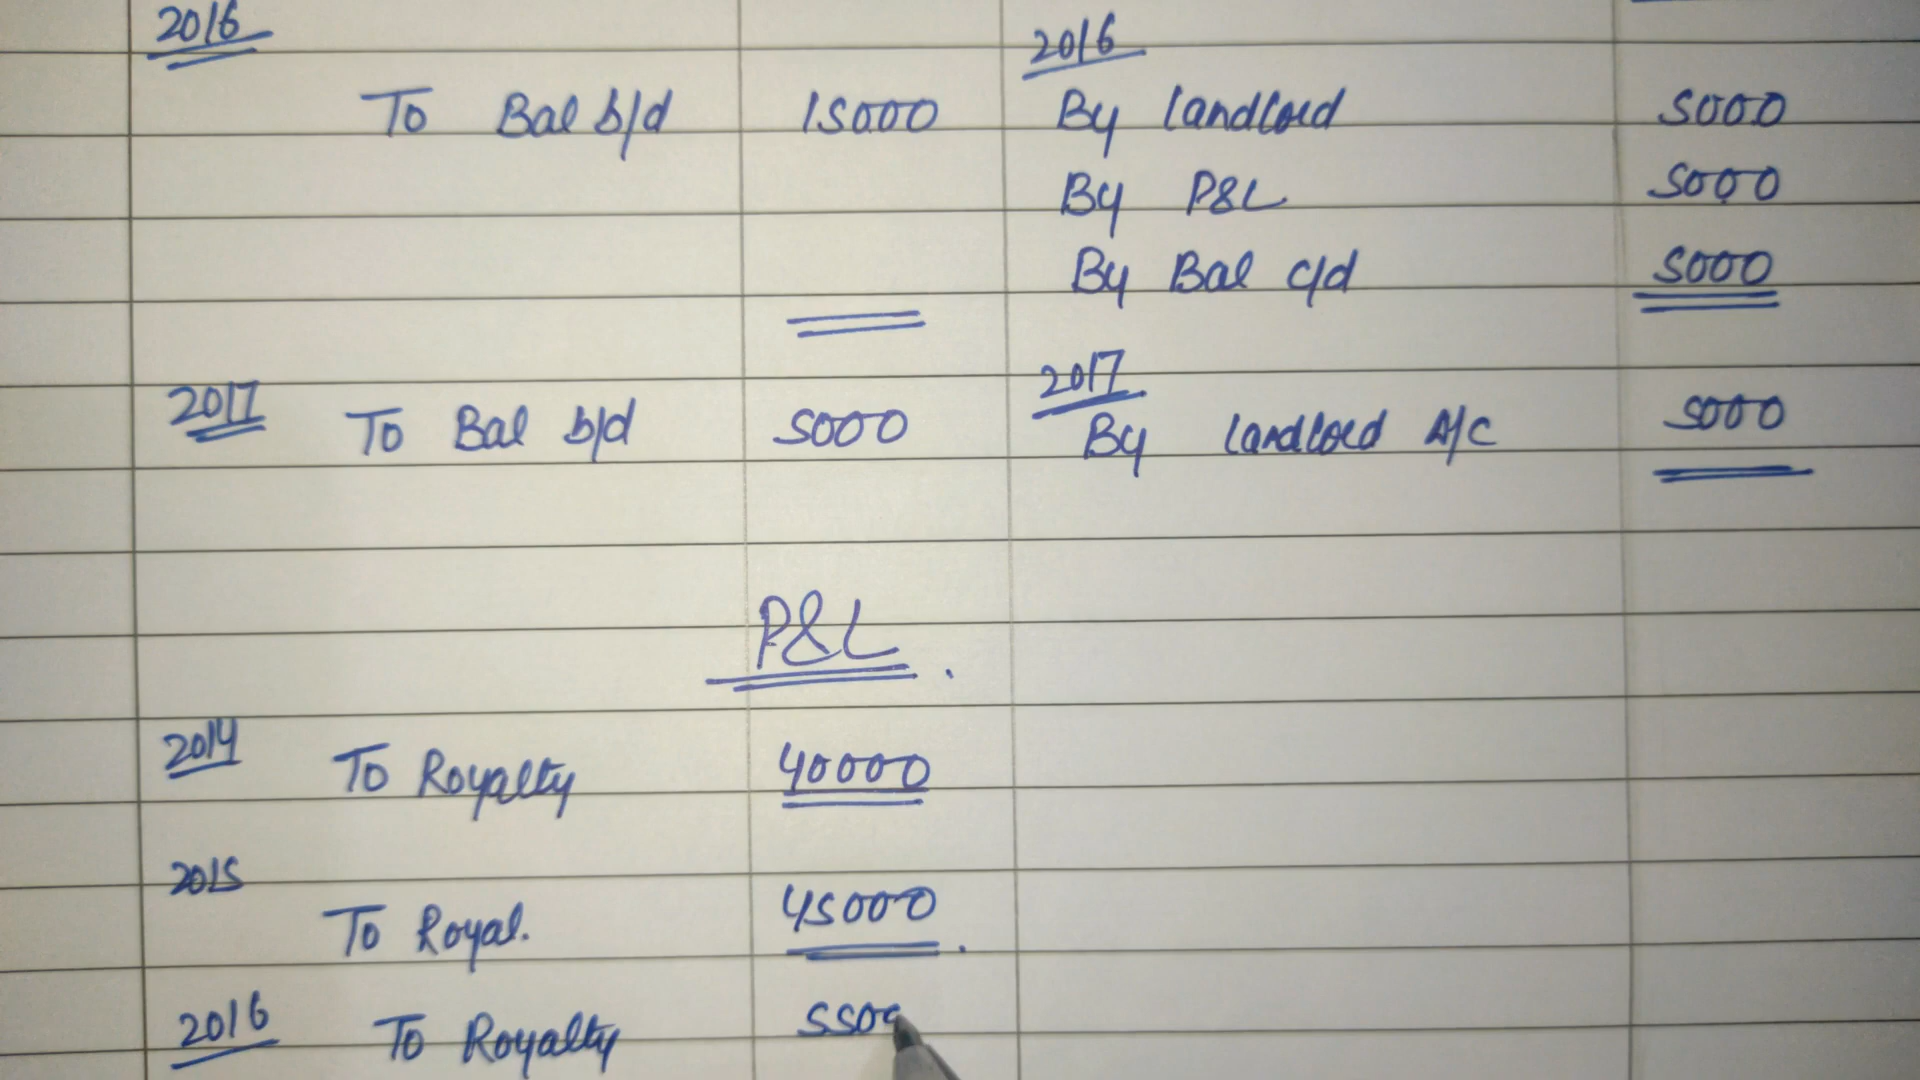 2016 2016
To Bal b/d 15000 By landlord 5000
By P&L 5000
By Bal c/d 5000
2017 2017
To Bal b/d 5000 By landlord A/C 5000
P&L.
2014 To Royalty 40000
2015
To Royal. 45000.
2016 To Royalty 5500